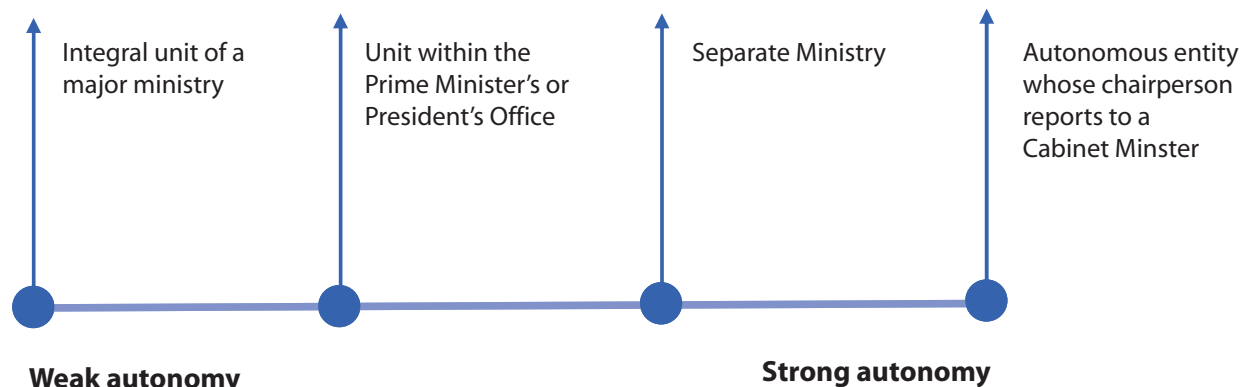 Integral unit of a
major ministry
Unit within the
Prime Minister’s or
President’s Office
Separate Ministry
Autonomous entity
whose chairperson
reports to a
Cabinet Minster
Weak autonomy
Strong autonomy